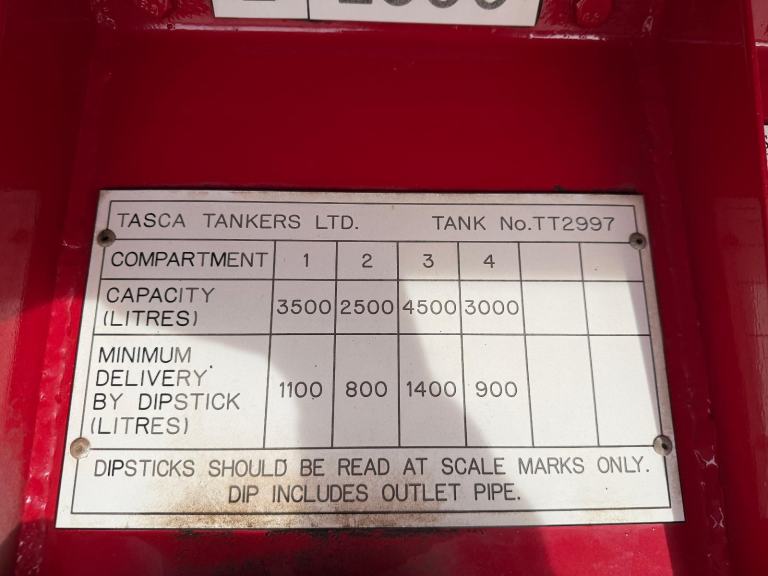 TASCA TANKERS LTD. TANK No.TT2997
COMPARTMENT 1 2 3 4
CAPACITY
(LITRES) 3500 2500 4500 3000
MINIMUM
DELIVERY
BY DIPSTICK
(LITRES) 1100 800 1400 900
DIPSTICKS SHOULD BE READ AT SCALE MARKS ONLY.
DIP INCLUDES OUTLET PIPE.